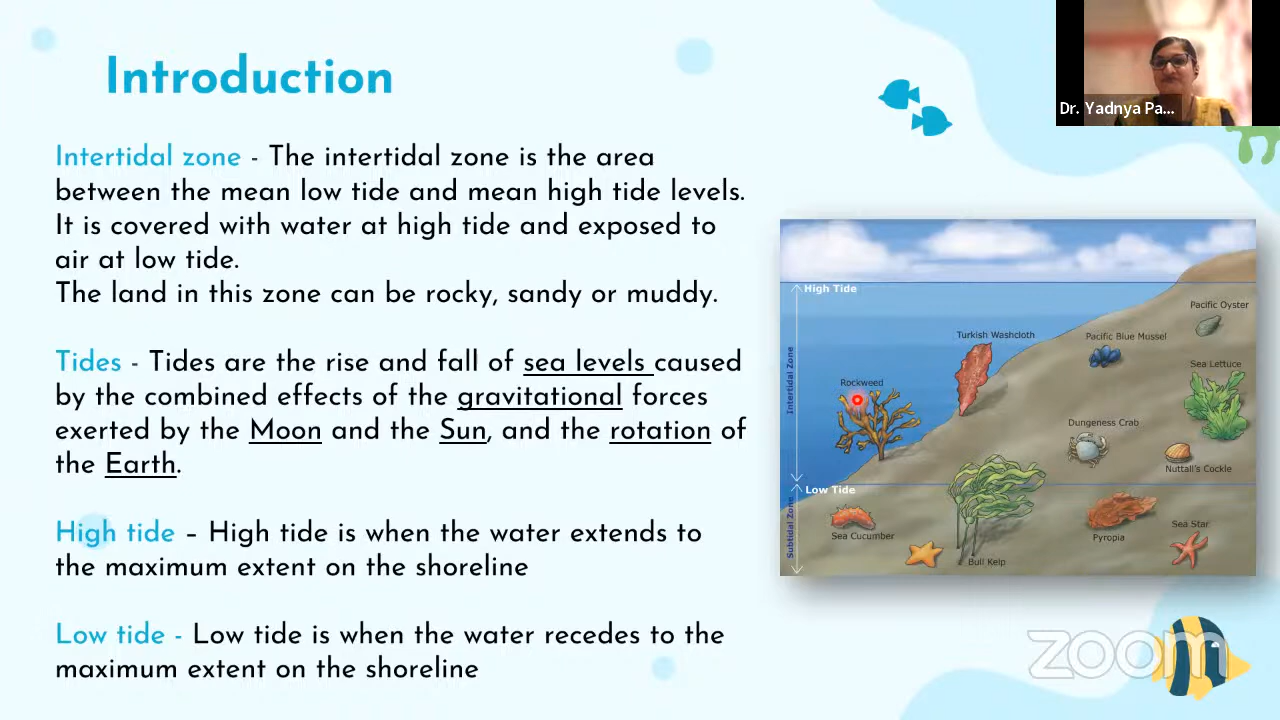 Introduction
Dr. Yadnya Pa...
Intertidal zone - The intertidal zone is the area
between the mean low tide and mean high tide levels.
It is covered with water at high tide and exposed to
air at low tide.
The land in this zone can be rocky, sandy or muddy.
Tides - Tides are the rise and fall of sea levels caused
by the combined effects of the gravitational forces
exerted by the Moon and the Sun, and the rotation of
the Earth.
High tide – High tide is when the water extends to
the maximum extent on the shoreline
Low tide - Low tide is when the water recedes to the
maximum extent on the shoreline
High Tide
Pacific Oyster
Turkish Washcloth
Pacific Blue Mussel
Sea Lettuce
Rockweed
Intertidal Zone
Dungeness Crab
Nuttall's Cockle
Low Tide
Subtidal Zone
Sea Cucumber
Pyropia
Sea Star
Bull Kelp
zoom